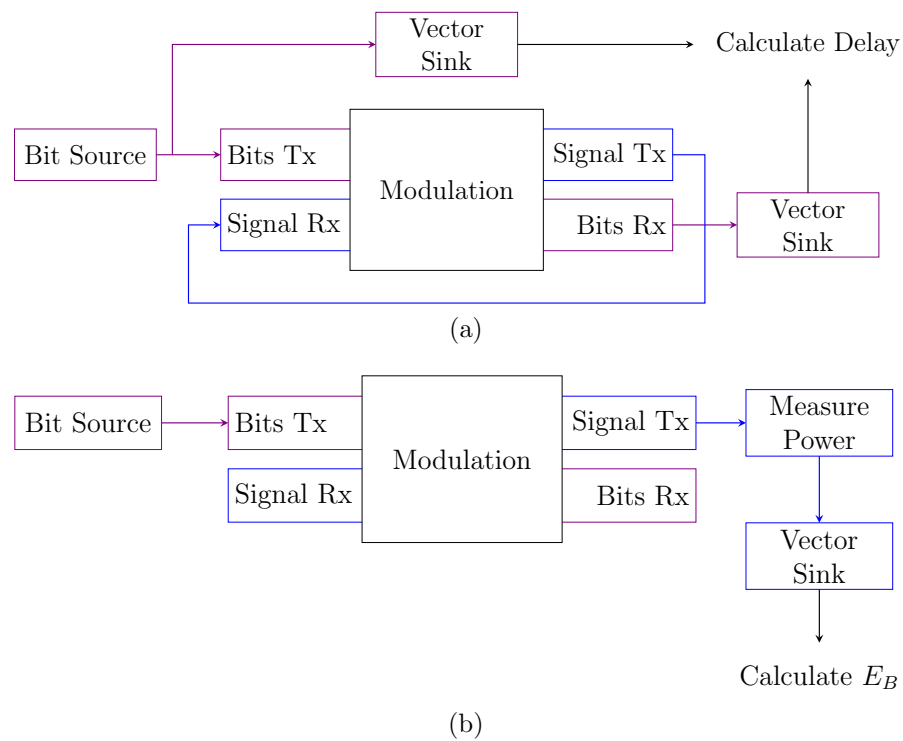 Vector
Sink
Calculate Delay
Bit Source
Bits Tx
Signal Tx
Modulation
Signal Rx
Bits Rx
Vector
Sink
(a)
Bit Source
Bits Tx
Signal Tx
Measure
Power
Modulation
Signal Rx
Bits Rx
Vector
Sink
Calculate $E_B$
(b)